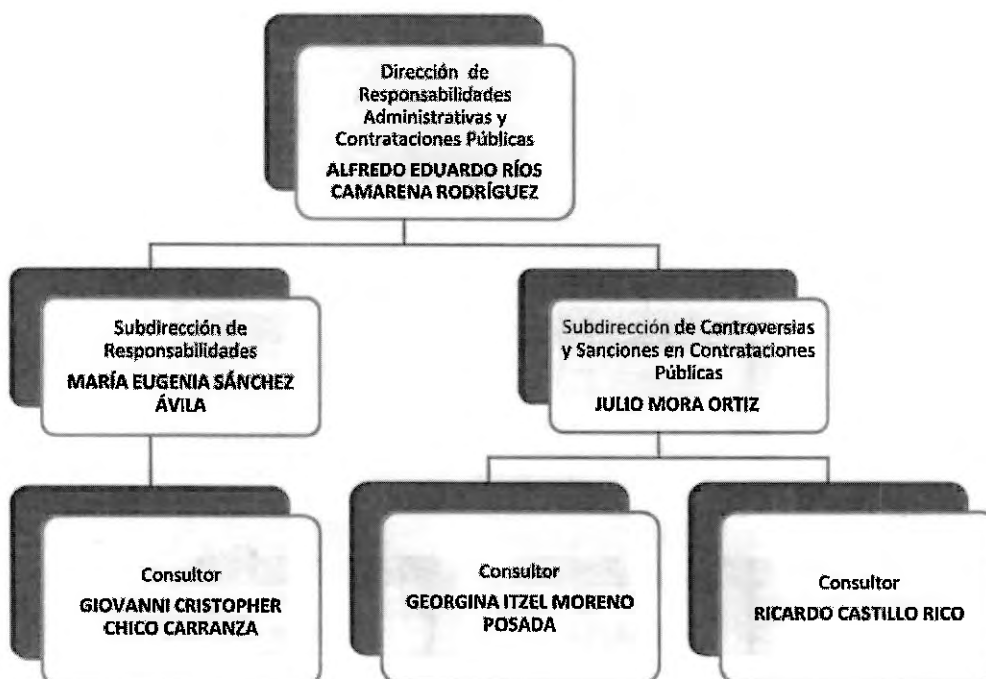 Dirección de
Responsabilidades
Administrativas y
Contrataciones Públicas
ALFREDO EDUARDO RÍOS
CAMARENA RODRÍGUEZ
Subdirección de
Responsabilidades
MARÍA EUGENIA SÁNCHEZ
ÁVILA
Subdirección de Controversias
y Sanciones en Contrataciones
Públicas
JULIO MORA ORTIZ
Consultor
GIOVANNI CRISTOPHER
CHICO CARRANZA
Consultor
GEORGINA ITZEL MORENO
POSADA
Consultor
RICARDO CASTILLO RICO